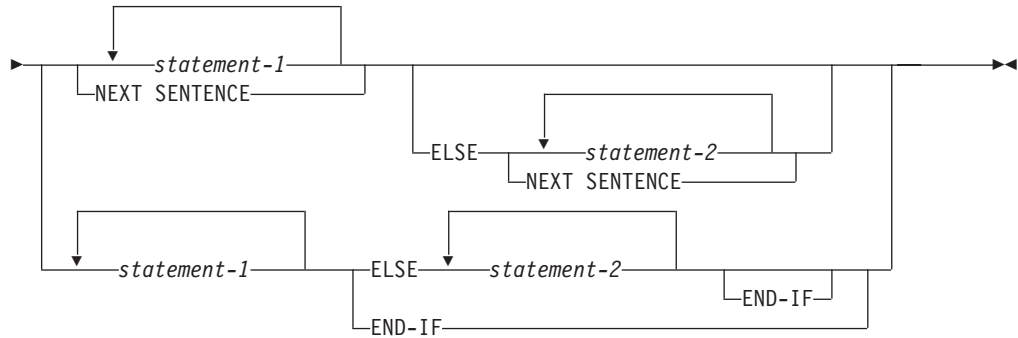 statement-1
NEXT SENTENCE
ELSE statement-2
NEXT SENTENCE
statement-1 ELSE statement-2
END-IF
END-IF